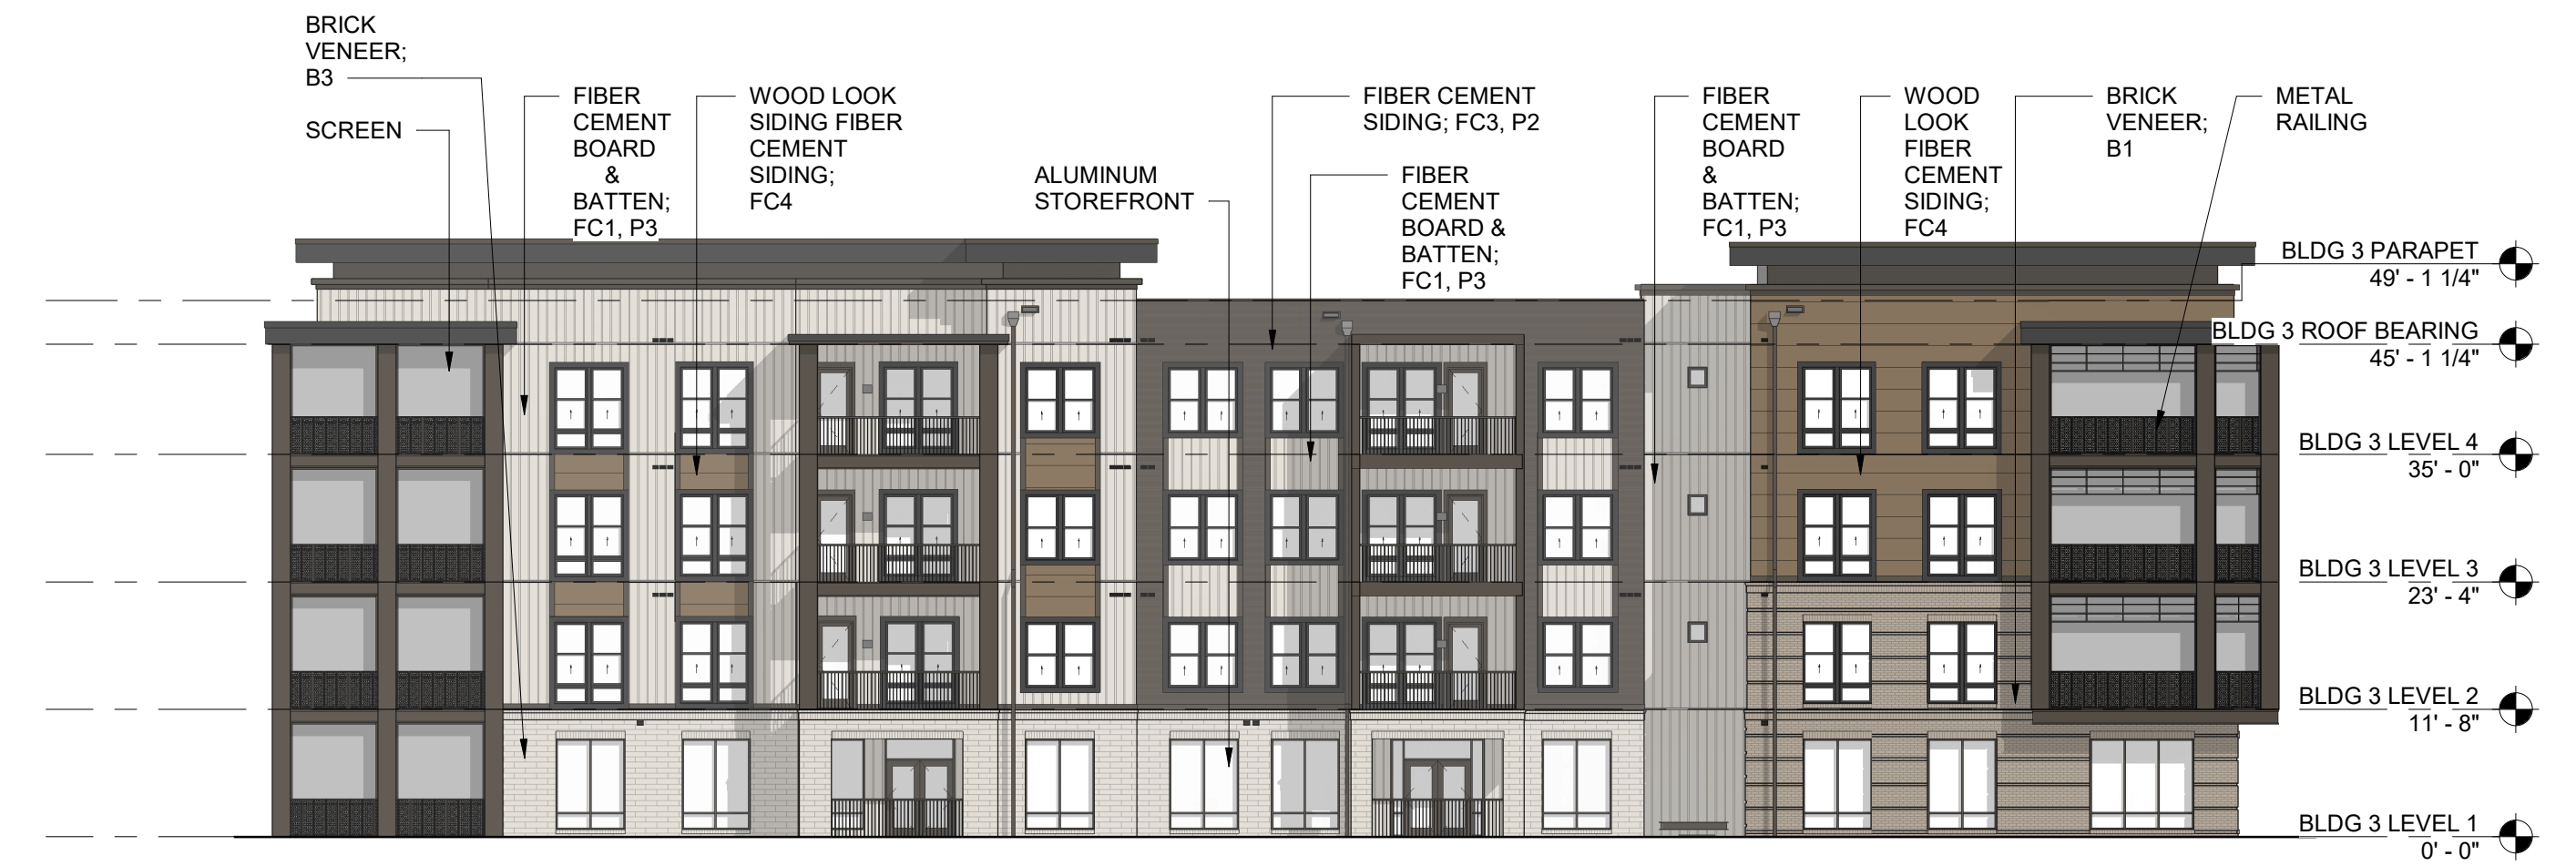 BRICK
VENEER;
B3
SCREEN
FIBER
CEMENT
BOARD
&
BATTEN;
FC1, P3
WOOD LOOK
SIDING FIBER
CEMENT
SIDING;
FC4
ALUMINUM
STOREFRONT
FIBER CEMENT
SIDING; FC3, P2
FIBER
CEMENT
BOARD &
BATTEN;
FC1, P3
FIBER
CEMENT
BOARD
&
BATTEN;
FC1, P3
WOOD
LOOK
FIBER
CEMENT
SIDING;
FC4
BRICK
VENEER;
B1
METAL
RAILING
BLDG 3 PARAPET
49' - 1 1/4"
BLDG 3 ROOF BEARING
45' - 1 1/4"
BLDG 3 LEVEL 4
35' - 0"
BLDG 3 LEVEL 3
23' - 4"
BLDG 3 LEVEL 2
11' - 8"
BLDG 3 LEVEL 1
0' - 0"